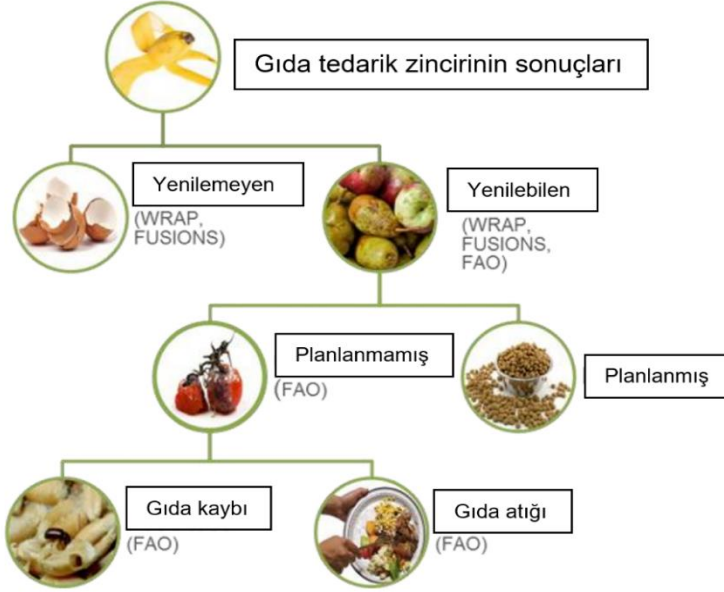 Gıda tedarik zincirinin sonuçları
Yenilemeyen
(WRAP,
FUSIONS)
Yenilebilen
(WRAP,
FUSIONS,
FAO)
Planlanmamış
(FAO)
Planlanmış
Gıda kaybı
(FAO)
Gıda atığı
(FAO)